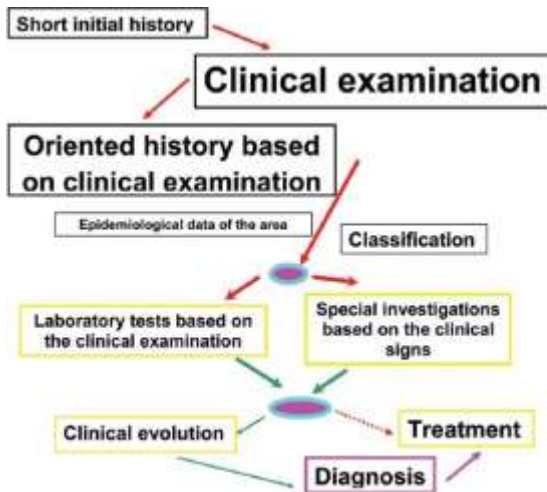 Short initial history
Clinical examination
Oriented history based
on clinical examination
Epidemiological data of the area
Classification
Laboratory tests based on
the clinical examination
Special investigations
based on the clinical
signs
Clinical evolution
Treatment
Diagnosis